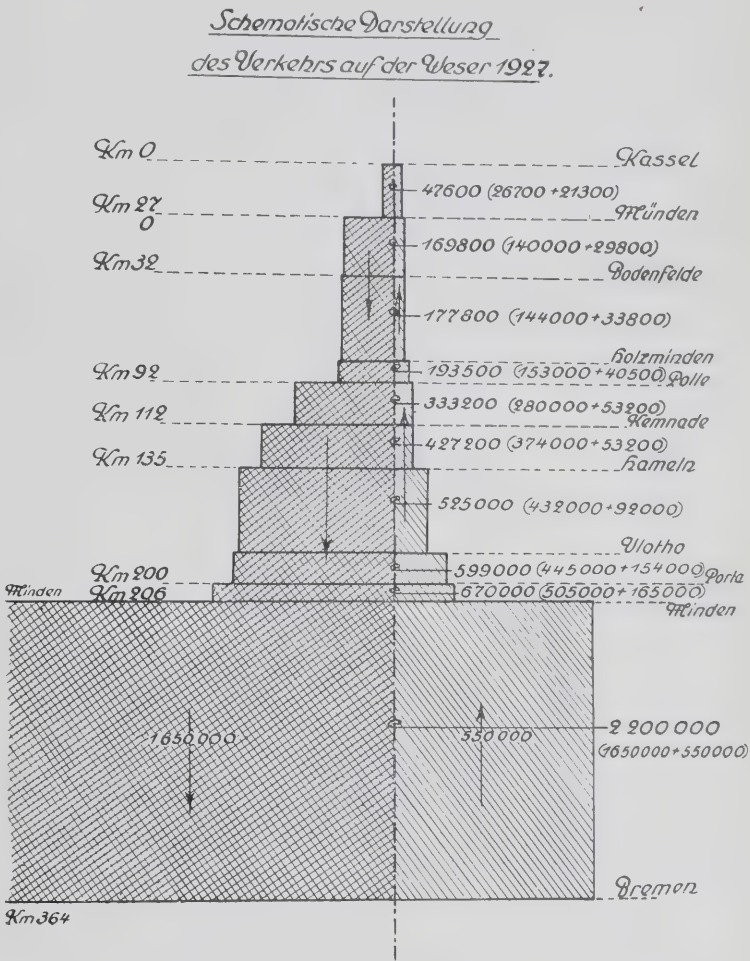 Schematische Darstellung
des Verkehrs auf der Weser 1927.
Km 0
Kassel
47600 (26700 + 21300)
Km 27
0
Münden
169800 (140000 + 29800)
Km 32
Bodenfelde
177800 (144000 + 33800)
Holzminden
193500 (153000 + 40500)
Km 92
Polle
333200 (280000 + 53200)
Km 112
Kemnade
427200 (374000 + 53200)
Km 135
Hameln
525000 (432000 + 92000)
Vlotho
599000 (445000 + 154000)
Km 200
Porta
Minden
Km 206
670000 (505000 + 165000)
Minden
1650000
550000
2 200 000
(1650000 + 550000)
Bremen
Km 364